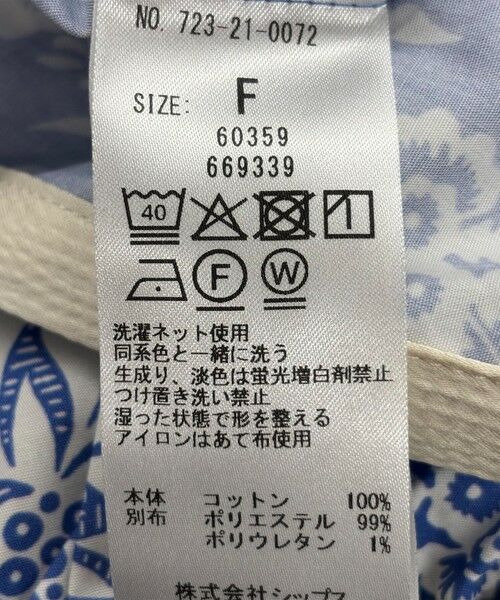 NO. 723-21-0072
SIZE: F
60359
669339
40
F W
洗濯ネット使用
同系色と一緒に洗う
生成り、淡色は蛍光増白剤禁止
つけ置き洗い禁止
湿った状態で形を整える
アイロンはあて布使用
本体 コットン 100%
別布 ポリエステル 99%
ポリウレタン 1%
株式会社シップス